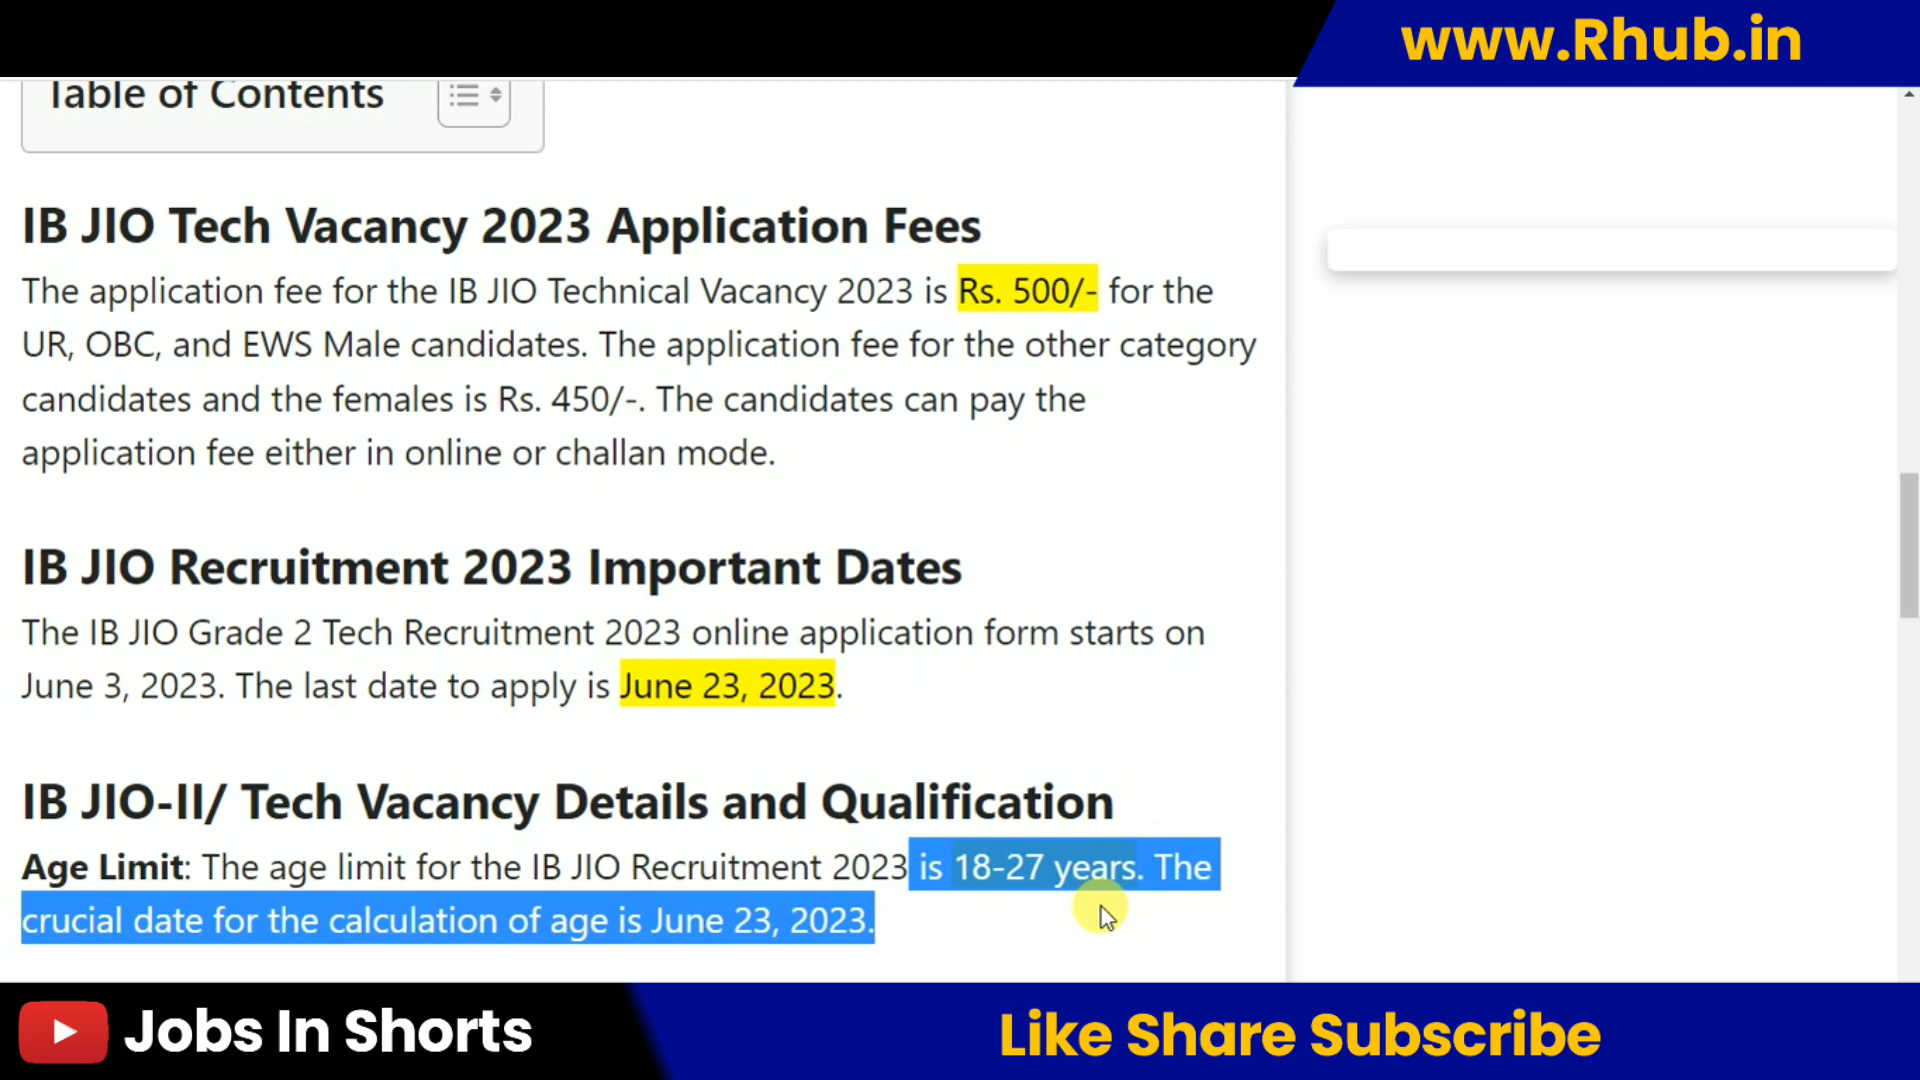 www.Rhub.in
Table of Contents
IB JIO Tech Vacancy 2023 Application Fees
The application fee for the IB JIO Technical Vacancy 2023 is Rs. 500/- for the
UR, OBC, and EWS Male candidates. The application fee for the other category
candidates and the females is Rs. 450/-. The candidates can pay the
application fee either in online or challan mode.
IB JIO Recruitment 2023 Important Dates
The IB JIO Grade 2 Tech Recruitment 2023 online application form starts on
June 3, 2023. The last date to apply is June 23, 2023.
IB JIO-II/ Tech Vacancy Details and Qualification
Age Limit: The age limit for the IB JIO Recruitment 2023 is 18-27 years. The
crucial date for the calculation of age is June 23, 2023.
Jobs In Shorts
Like Share Subscribe